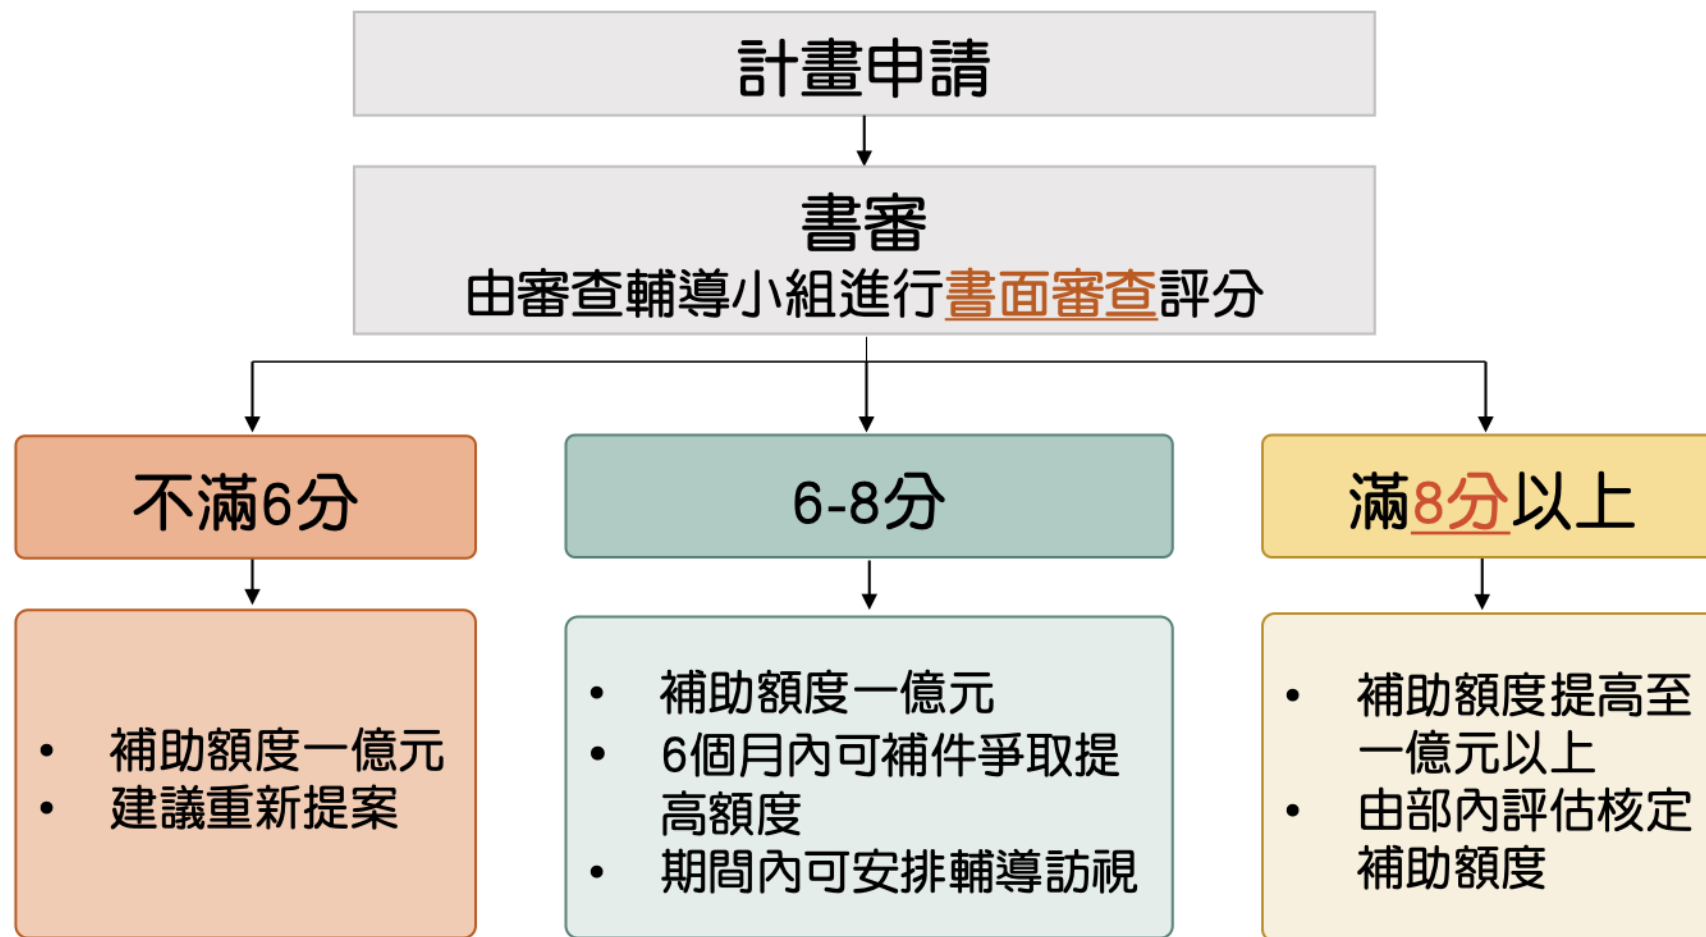 計畫申請
書審
由審查輔導小組進行書面審查評分
不滿6分
6-8分
滿8分以上
• 補助額度一億元
• 建議重新提案
• 補助額度一億元
• 6個月內可補件爭取提
高額度
• 期間內可安排輔導訪視
• 補助額度提高至
一億元以上
• 由部內評估核定
補助額度